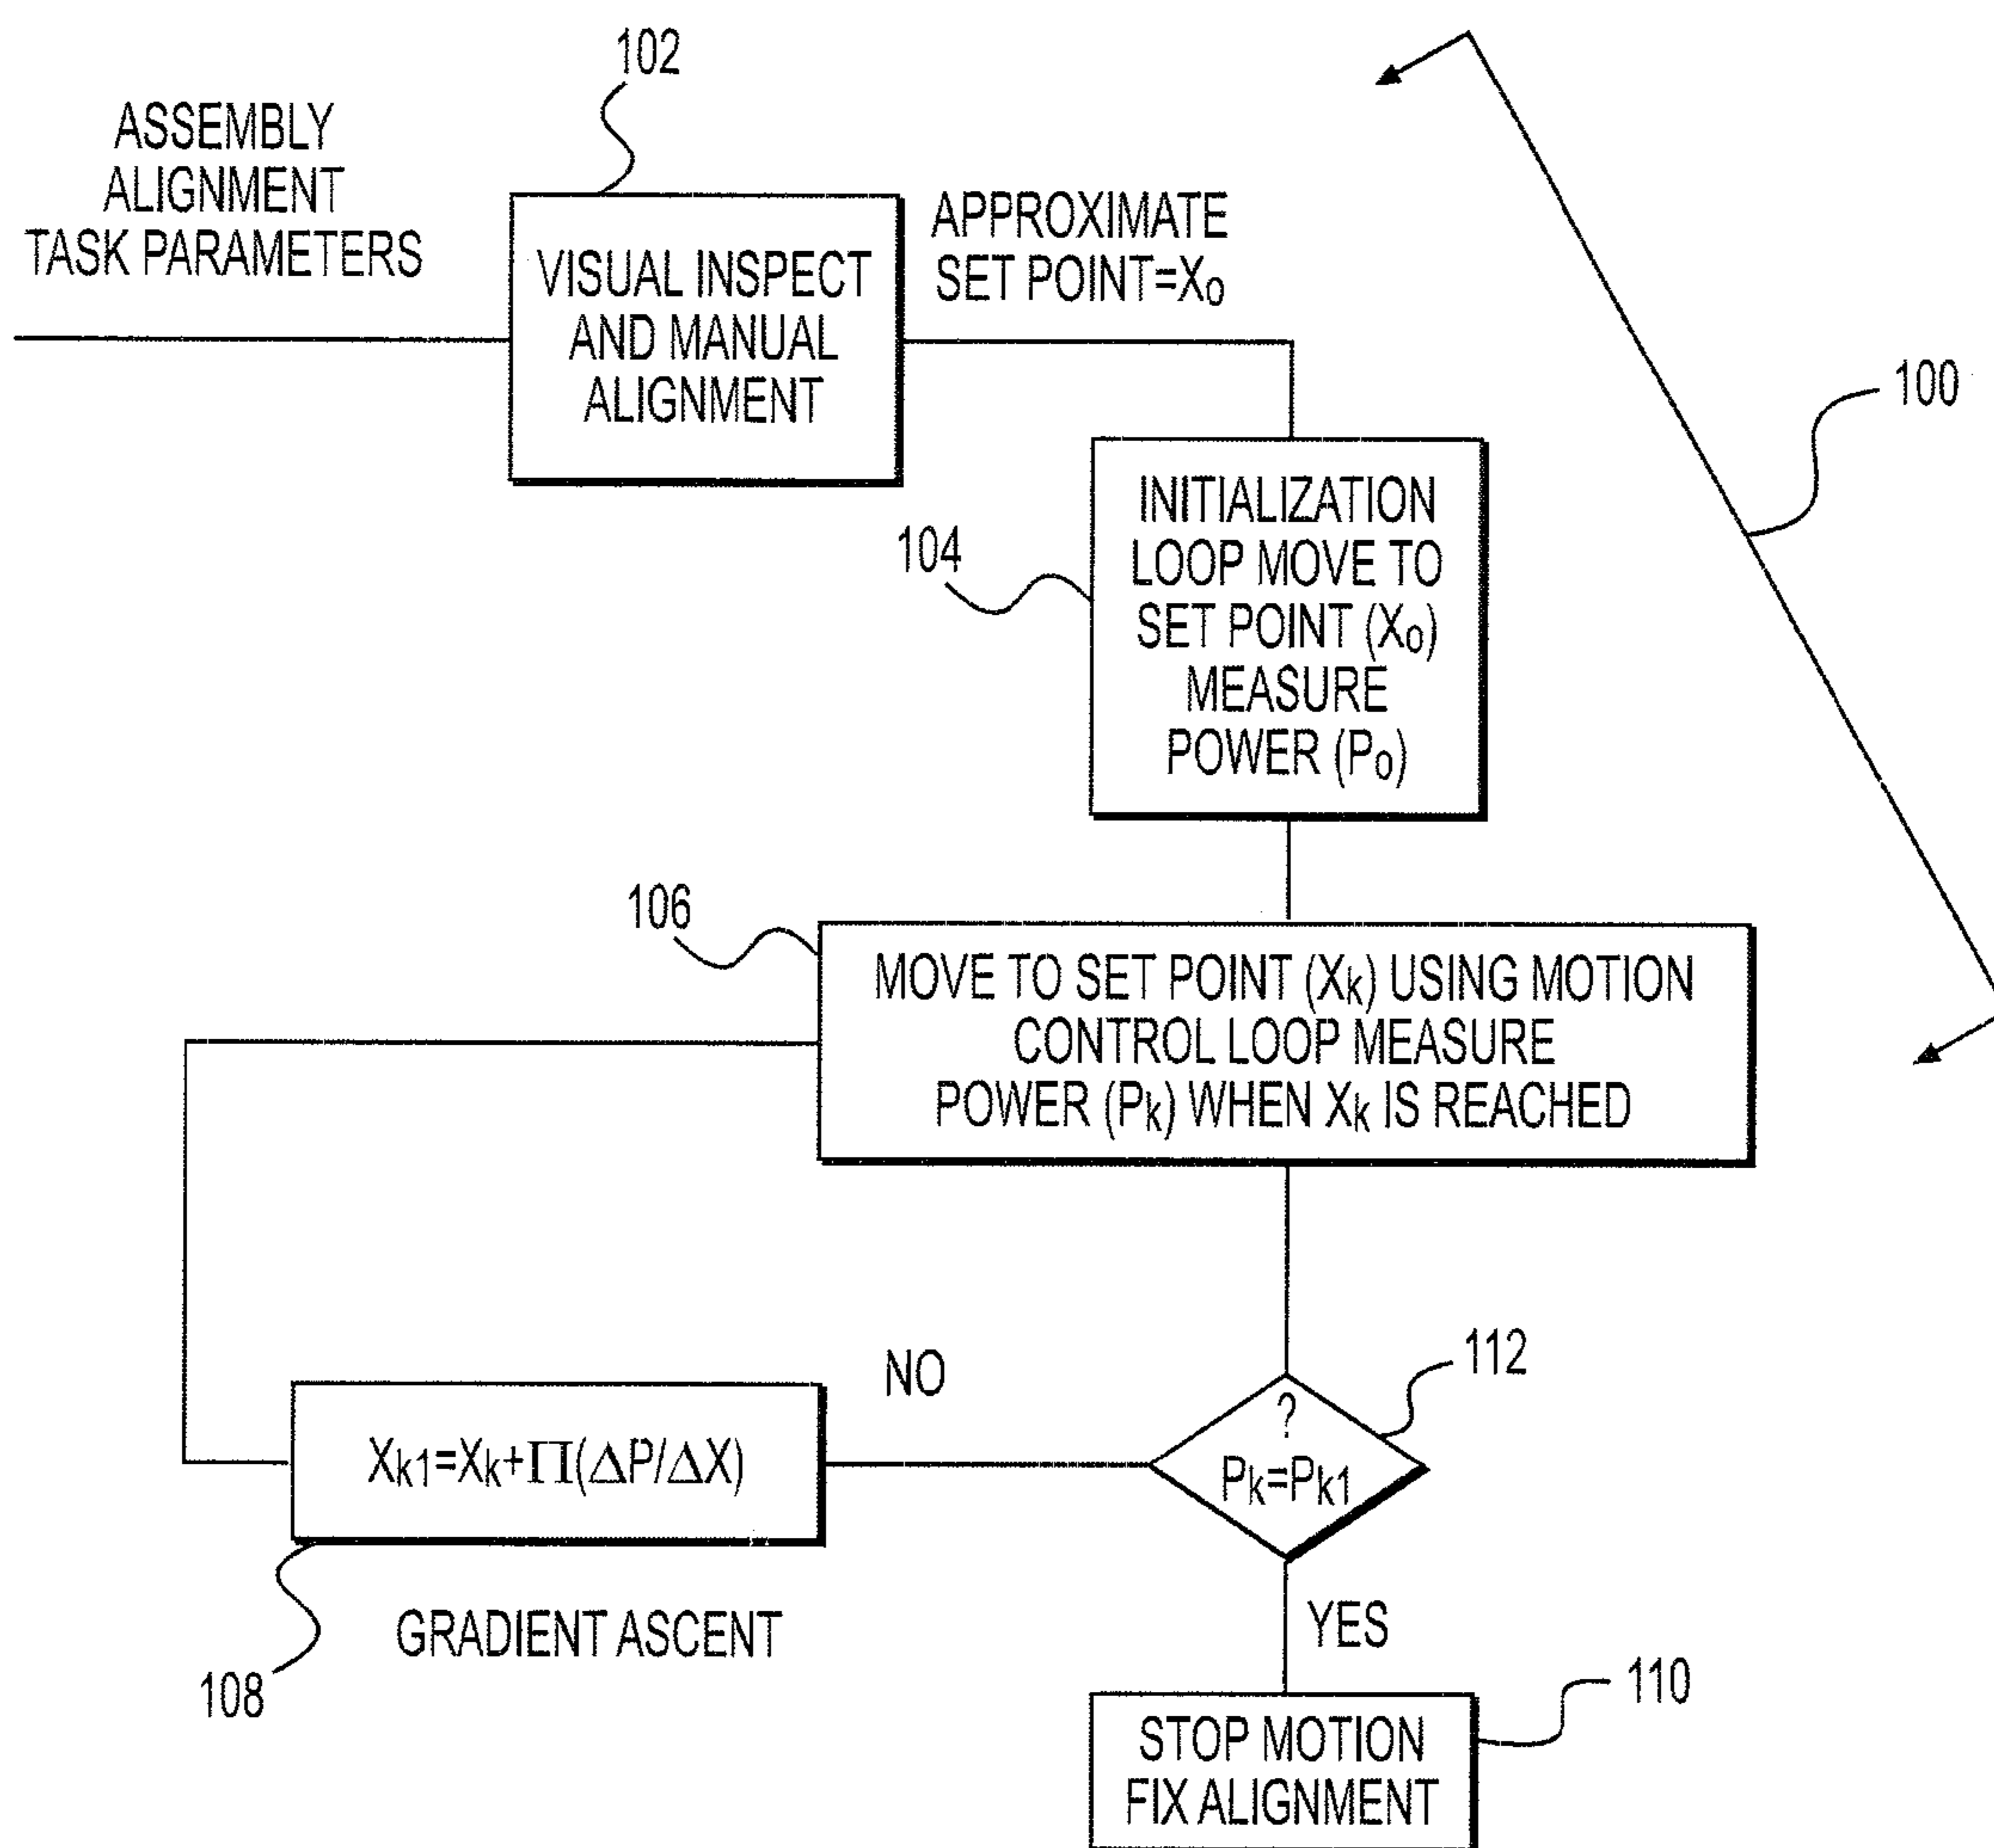 102
ASSEMBLY
ALIGNMENT
TASK PARAMETERS
VISUAL INSPECT
AND MANUAL
ALIGNMENT
APPROXIMATE
SET POINT=X₀
100
104
INITIALIZATION
LOOP MOVE TO
SET POINT (X₀)
MEASURE
POWER (P₀)
106
MOVE TO SET POINT (Xₖ) USING MOTION
CONTROL LOOP MEASURE
POWER (Pₖ) WHEN Xₖ IS REACHED
112
NO
?
Pₖ=Pₖ₁
Xₖ₁=Xₖ+Π(ΔP/ΔX)
108
GRADIENT ASCENT
YES
110
STOP MOTION
FIX ALIGNMENT